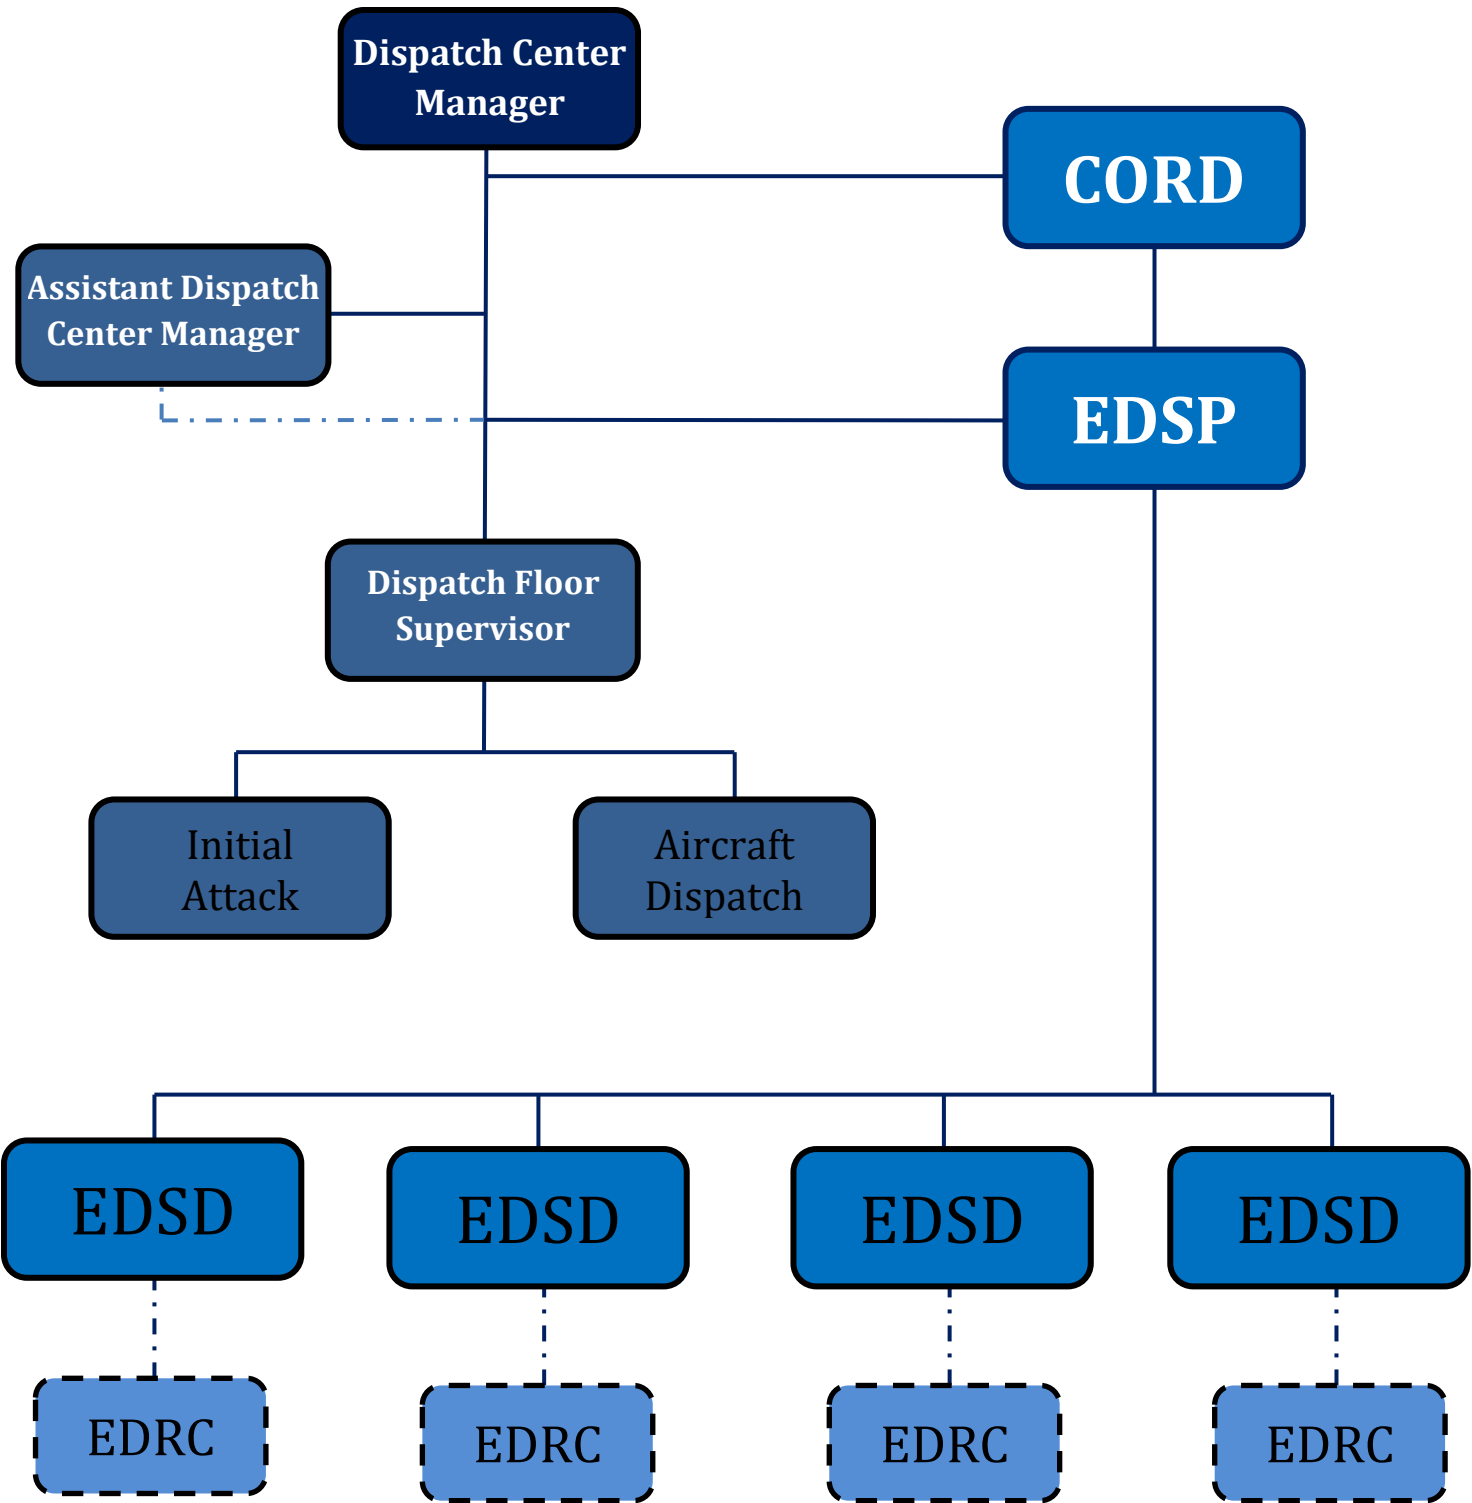 Dispatch Center
Manager
CORD
Assistant Dispatch
Center Manager
EDSP
Dispatch Floor
Supervisor
Initial
Attack
Aircraft
Dispatch
EDSD
EDSD
EDSD
EDSD
EDRC
EDRC
EDRC
EDRC